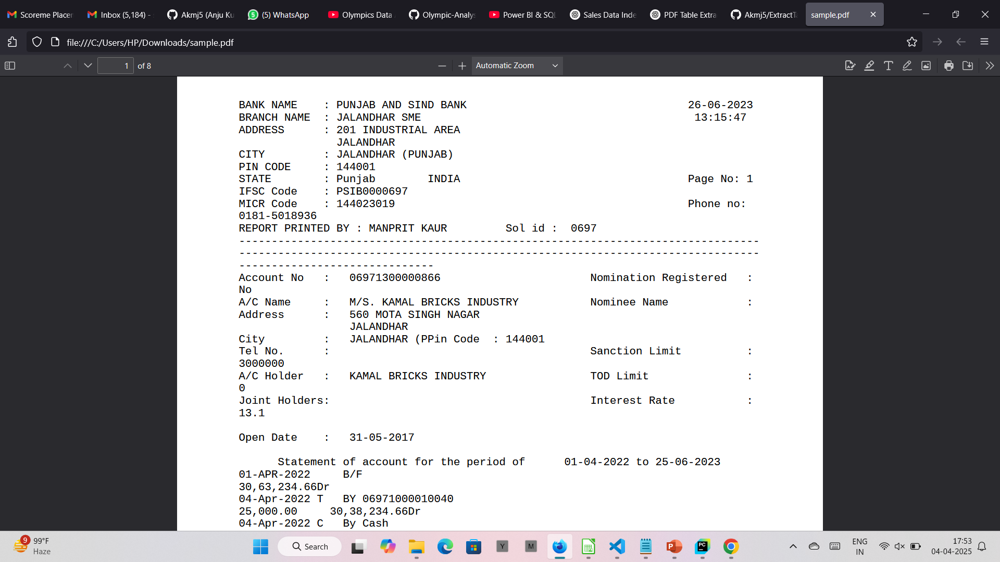 Scoreme Placer
Inbox (5,184) -
Akmj5 (Anju Ku
(5) WhatsApp
Olympics Data
Olympic-Analys
Power BI & SQL
Sales Data Inde
PDF Table Extra
Akmj5/ExtractTa
sample.pdf
file:///C:/Users/HP/Downloads/sample.pdf
1 of 8
Automatic Zoom
BANK NAME : PUNJAB AND SIND BANK 26-06-2023
BRANCH NAME : JALANDHAR SME 13:15:47
ADDRESS : 201 INDUSTRIAL AREA
JALANDHAR
CITY : JALANDHAR (PUNJAB)
PIN CODE : 144001
STATE : Punjab INDIA Page No: 1
IFSC Code : PSIB0000697
MICR Code : 144023019 Phone no:
0181-5018936
REPORT PRINTED BY : MANPRIT KAUR Sol id : 0697
--------------------------------------------------------------------------------
--------------------------------------------------------------------------------
------------------------------
Account No : 06971300000866 Nomination Registered :
No
A/C Name : M/S. KAMAL BRICKS INDUSTRY Nominee Name :
Address : 560 MOTA SINGH NAGAR
JALANDHAR
City : JALANDHAR (PPin Code : 144001
Tel No. : Sanction Limit :
3000000
A/C Holder : KAMAL BRICKS INDUSTRY TOD Limit :
0
Joint Holders: Interest Rate :
13.1
Open Date : 31-05-2017
Statement of account for the period of 01-04-2022 to 25-06-2023
01-APR-2022 B/F
30,63,234.66Dr
04-Apr-2022 T BY 06971000010040
25,000.00 30,38,234.66Dr
04-Apr-2022 C By Cash
9
99°F
Haze
Search
Y
M
PC
P
ENG
IN
17:53
04-04-2025